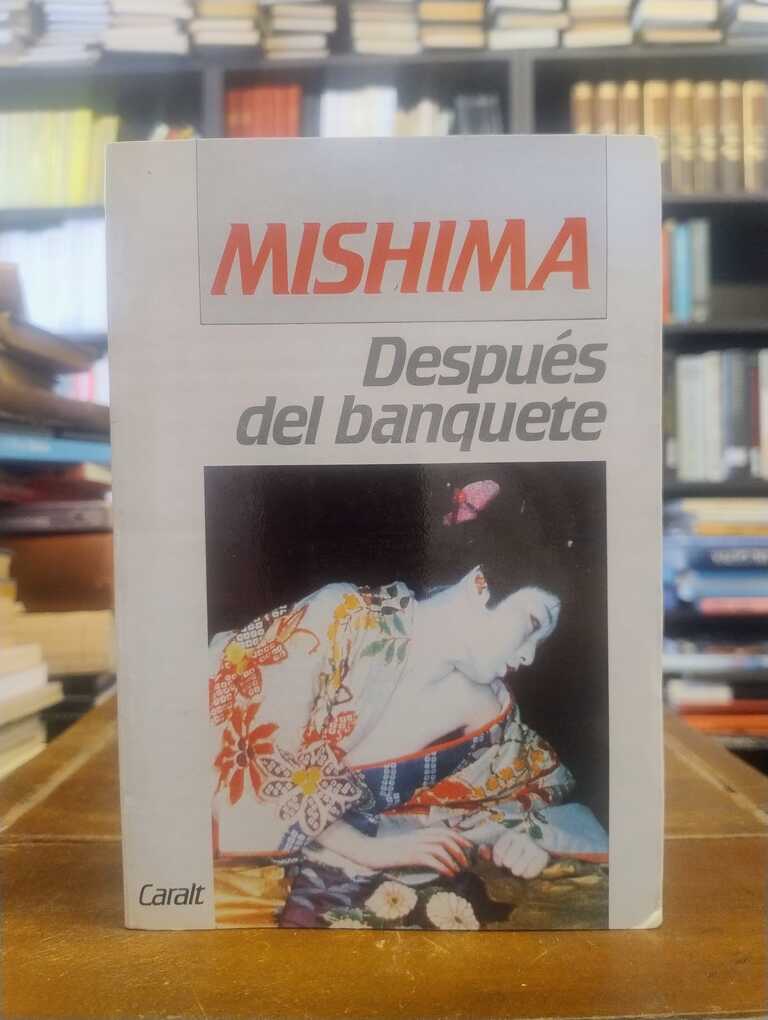 MISHIMA
Después
del banquete
Caralt